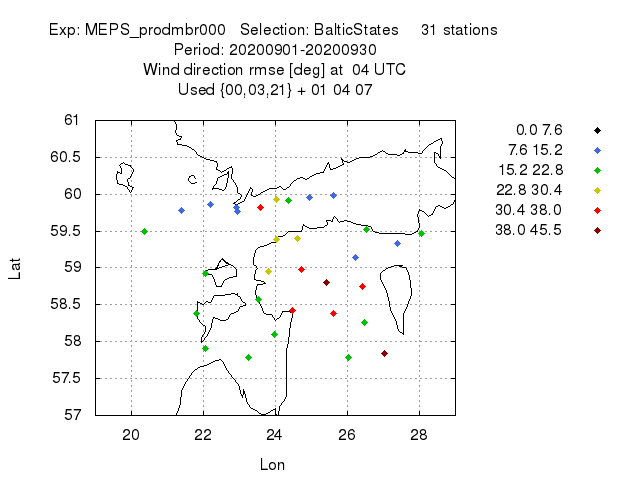 Exp: MEPS_prodmbr000 Selection: BalticStates 31 stations
Period: 20200901-20200930
Wind direction rmse [deg] at 04 UTC
Used {00,03,21} + 01 04 07
61
60.5
60
59.5
59
58.5
58
57.5
57
Lat
20 22 24 26 28
Lon
0.0 7.6
7.6 15.2
15.2 22.8
22.8 30.4
30.4 38.0
38.0 45.5